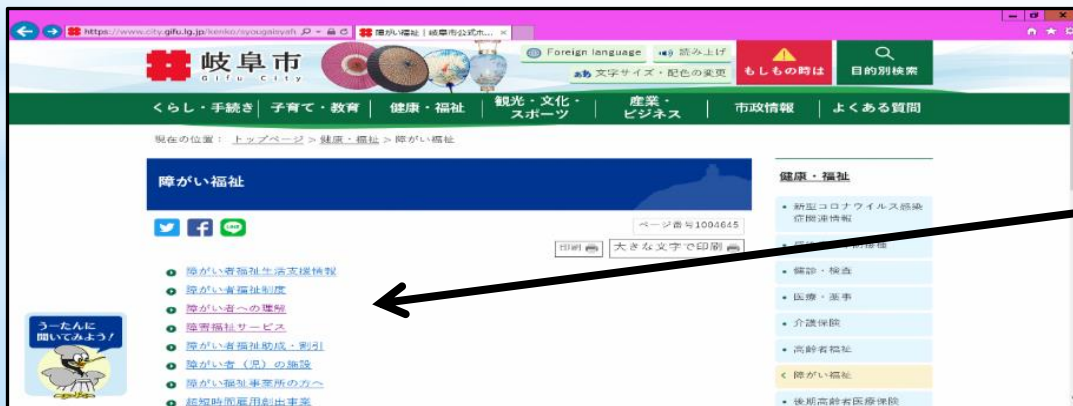 https://www.city.gifu.lg.jp/kenko/syougaisyah
障がい福祉 | 岐阜市公式ホ...
岐阜市
Gifu City
Foreign language
読み上げ
ああ 文字サイズ・配色の変更
もしもの時は
目的別検索
くらし・手続き
子育て・教育
健康・福祉
観光・文化・
スポーツ
産業・
ビジネス
市政情報
よくある質問
現在の位置： トップページ > 健康・福祉 > 障がい福祉
障がい福祉
ページ番号1004645
印刷
大きな文字で印刷
障がい者福祉生活支援情報
障がい者福祉制度
障がい者への理解
障害福祉サービス
障がい者福祉助成・割引
障がい者（児）の施設
障がい福祉事業所の方へ
超短時間雇用創出事業
うーたんに
聞いてみよう！
健康・福祉
新型コロナウイルス感染
症関連情報
健診・検査
医療・薬事
介護保険
高齢者福祉
障がい福祉
後期高齢者医療保険